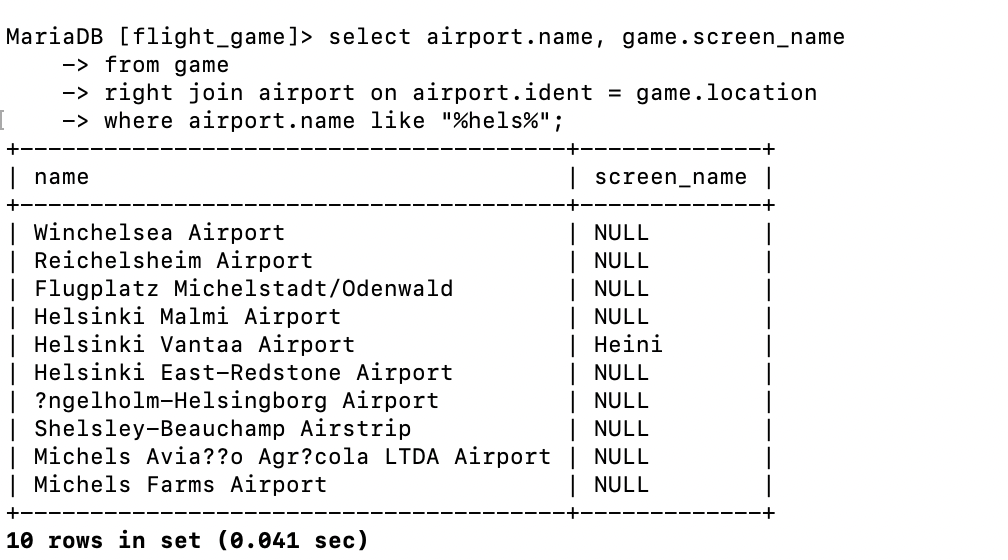 MariaDB [flight_game]> select airport.name, game.screen_name
    -> from game
    -> right join airport on airport.ident = game.location
    -> where airport.name like "%hels%";
+---------------------------------------+-------------+
| name                                  | screen_name |
+---------------------------------------+-------------+
| Winchelsea Airport                    | NULL        |
| Reichelsheim Airport                  | NULL        |
| Flugplatz Michelstadt/Odenwald        | NULL        |
| Helsinki Malmi Airport                | NULL        |
| Helsinki Vantaa Airport               | Heini       |
| Helsinki East-Redstone Airport        | NULL        |
| ?ngelholm-Helsingborg Airport         | NULL        |
| Shelsley-Beauchamp Airstrip           | NULL        |
| Michels Avia??o Agr?cola LTDA Airport | NULL        |
| Michels Farms Airport                 | NULL        |
+---------------------------------------+-------------+
10 rows in set (0.041 sec)